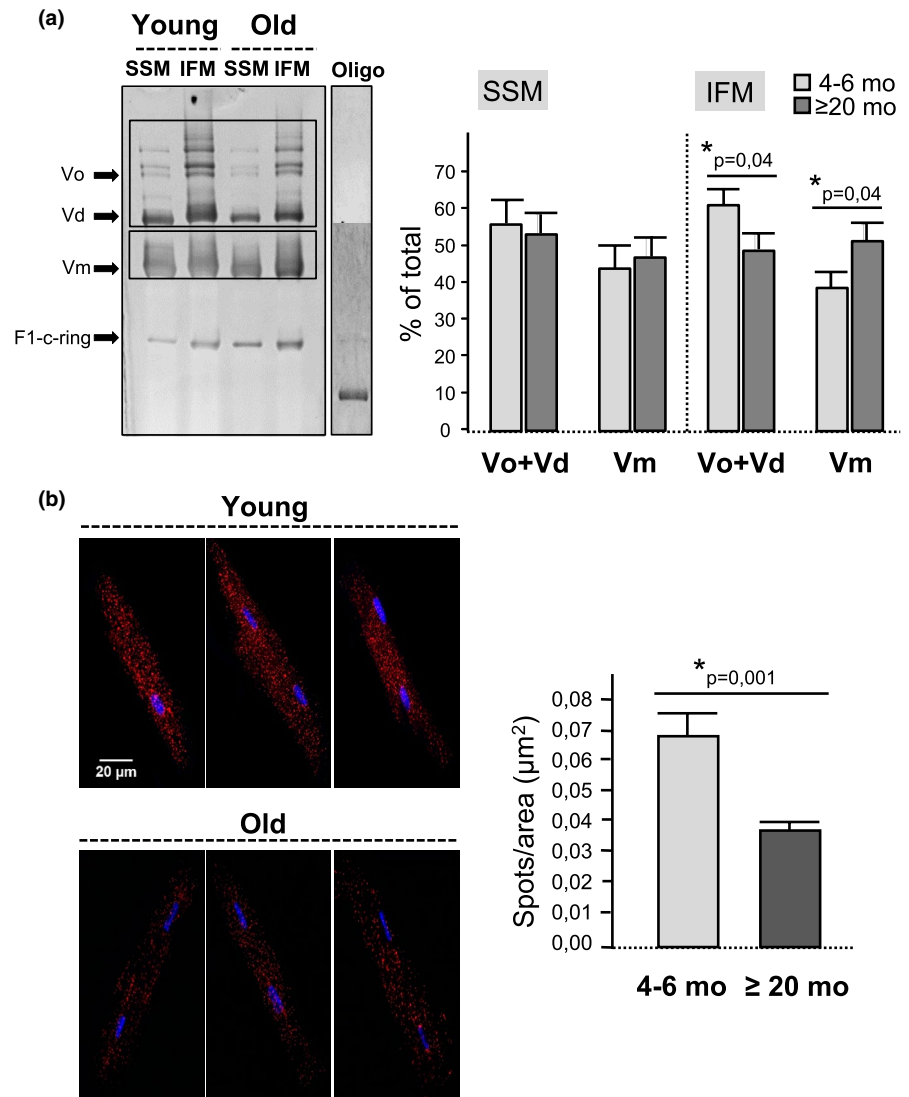 (a)
Young Old
SSM IFM SSM IFM Oligo
Vo
Vd
Vm
F1-c-ring
SSM IFM
4-6 mo
≥20 mo
% of total
70
60
50
40
30
20
10
0
* p=0,04
* p=0,04
Vo+Vd Vm Vo+Vd Vm
(b)
Young
20 µm
Old
Spots/area (µm²)
0,08
0,07
0,06
0,05
0,04
0,03
0,02
0,01
0,00
* p=0,001
4-6 mo ≥ 20 mo